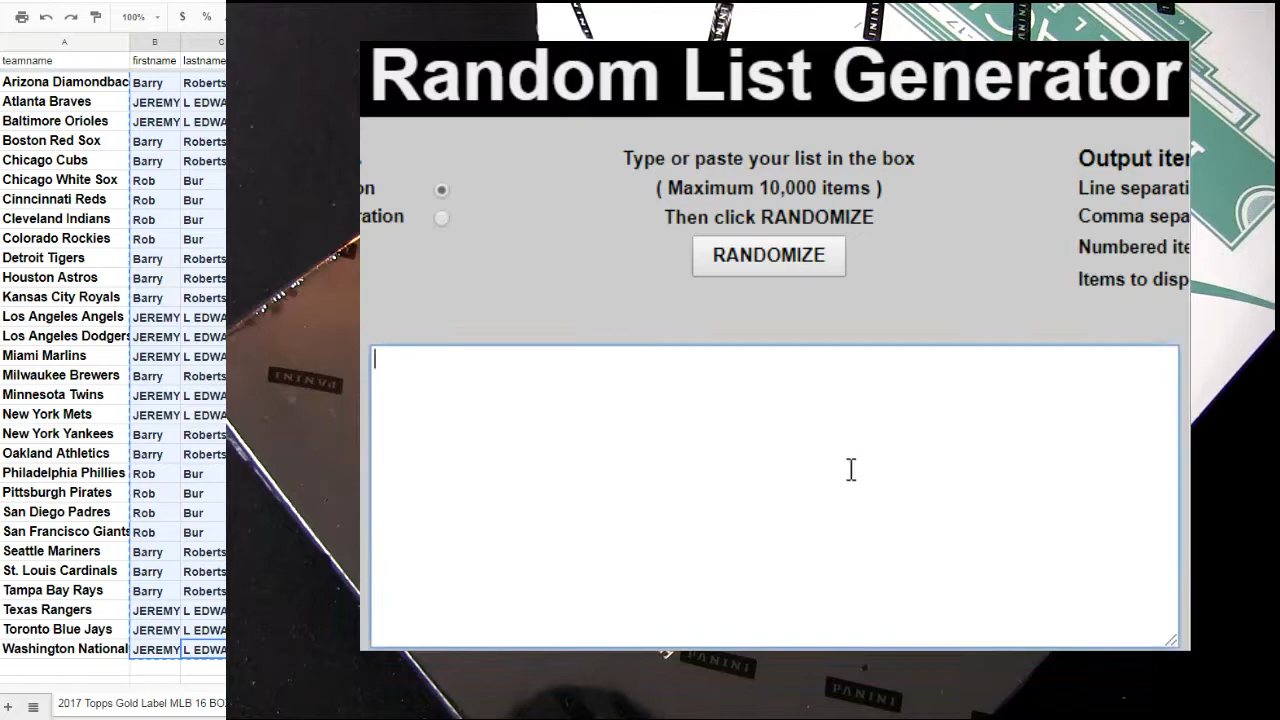 100%
$ %
A B C
teamname firstname lastname
Arizona Diamondbac Barry Roberts
Atlanta Braves JEREMY L EDWA
Baltimore Orioles JEREMY L EDWA
Boston Red Sox Barry Roberts
Chicago Cubs Barry Roberts
Chicago White Sox Rob Bur
Cinncinnati Reds Rob Bur
Cleveland Indians Rob Bur
Colorado Rockies Rob Bur
Detroit Tigers Barry Roberts
Houston Astros Barry Roberts
Kansas City Royals Barry Roberts
Los Angeles Angels JEREMY L EDWA
Los Angeles Dodgers JEREMY L EDWA
Miami Marlins JEREMY L EDWA
Milwaukee Brewers Barry Roberts
Minnesota Twins JEREMY L EDWA
New York Mets JEREMY L EDWA
New York Yankees Barry Roberts
Oakland Athletics Barry Roberts
Philadelphia Phillies Rob Bur
Pittsburgh Pirates Rob Bur
San Diego Padres Rob Bur
San Francisco Giants Rob Bur
Seattle Mariners Barry Roberts
St. Louis Cardinals Barry Roberts
Tampa Bay Rays Barry Roberts
Texas Rangers JEREMY L EDWA
Toronto Blue Jays JEREMY L EDWA
Washington National JEREMY L EDWA
2017 Topps Gold Label MLB 16 BO
Random List Generator
Type or paste your list in the box
( Maximum 10,000 items )
Then click RANDOMIZE
RANDOMIZE
on
ration
Output iter
Line separati
Comma sepa
Numbered ite
Items to disp
PANINI
PANINI
PANINI
PANINI
PANINI
PANINI